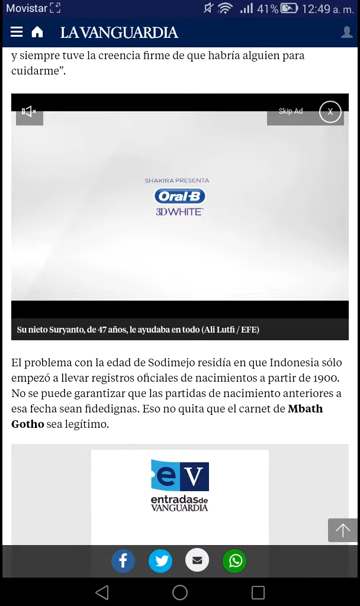 Movistar 41% 12:49 a. m.
LA VANGUARDIA
y siempre tuve la creencia firme de que habría alguien para
cuidarme”.
Skip Ad X
SHAKIRA PRESENTA
Oral-B
3DWHITE
Su nieto Suryanto, de 47 años, le ayudaba en todo (Ali Lutfi / EFE)
El problema con la edad de Sodimejo residía en que Indonesia sólo
empezó a llevar registros oficiales de nacimientos a partir de 1900.
No se puede garantizar que las partidas de nacimiento anteriores a
esa fecha sean fidedignas. Eso no quita que el carnet de Mbath
Gotho sea legítimo.
eV
entradasde
VANGUARDIA